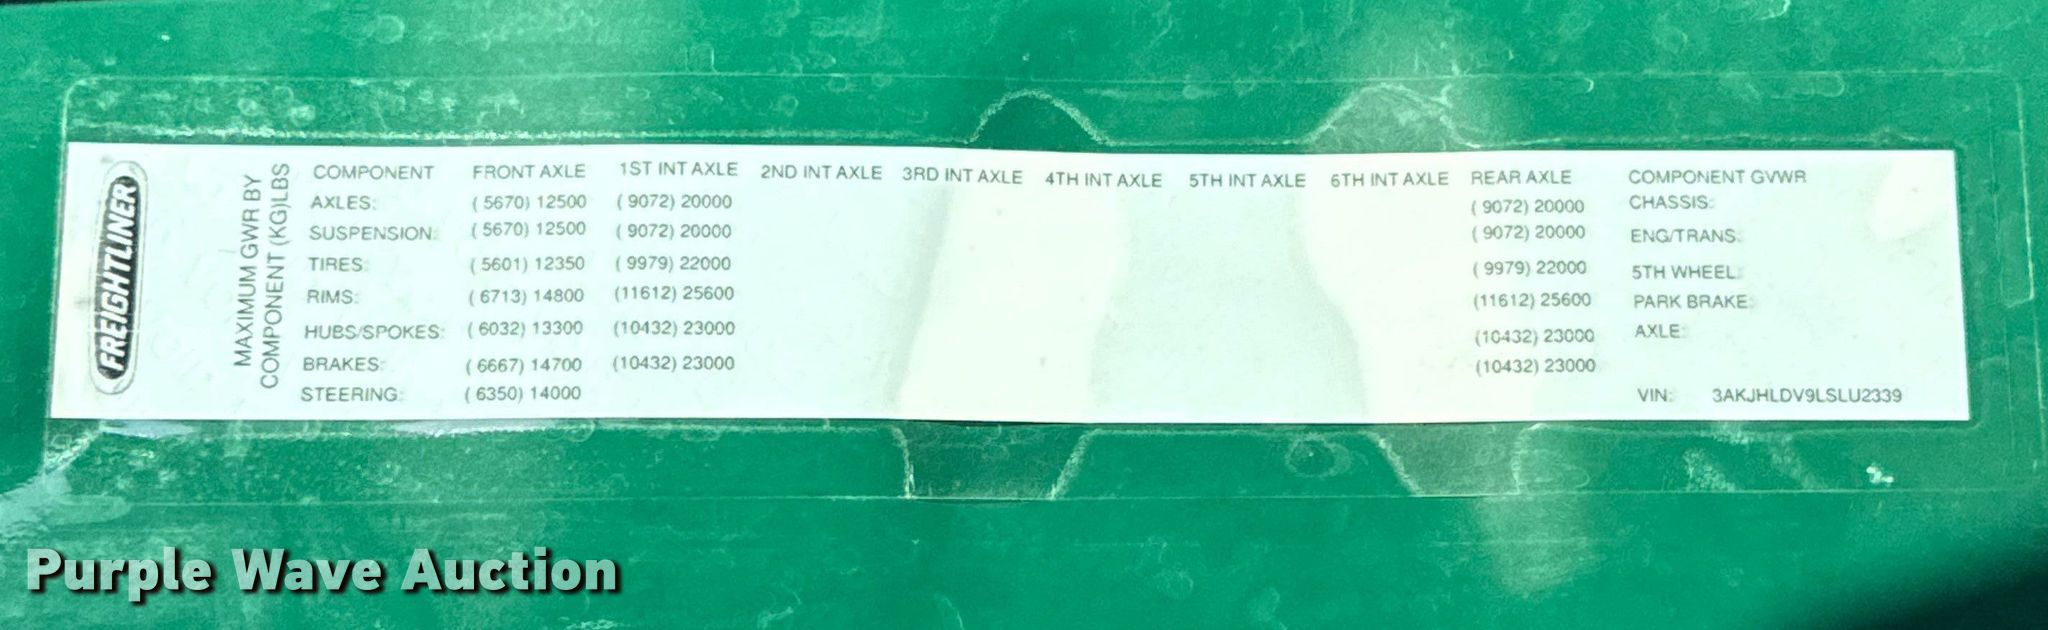 FREIGHTLINER
MAXIMUM GWR BY
COMPONENT (KG)LBS
COMPONENT FRONT AXLE 1ST INT AXLE 2ND INT AXLE 3RD INT AXLE 4TH INT AXLE 5TH INT AXLE 6TH INT AXLE REAR AXLE COMPONENT GVWR
AXLES: ( 5670) 12500 ( 9072) 20000 ( 9072) 20000 CHASSIS:
SUSPENSION: ( 5670) 12500 ( 9072) 20000 ( 9072) 20000 ENG/TRANS:
TIRES: ( 5601) 12350 ( 9979) 22000 ( 9979) 22000 5TH WHEEL:
RIMS: ( 6713) 14800 (11612) 25600 (11612) 25600 PARK BRAKE:
HUBS/SPOKES: ( 6032) 13300 (10432) 23000 (10432) 23000 AXLE:
BRAKES: ( 6667) 14700 (10432) 23000 (10432) 23000
STEERING: ( 6350) 14000 VIN: 3AKJHLDV9LSLU2339
Purple Wave Auction